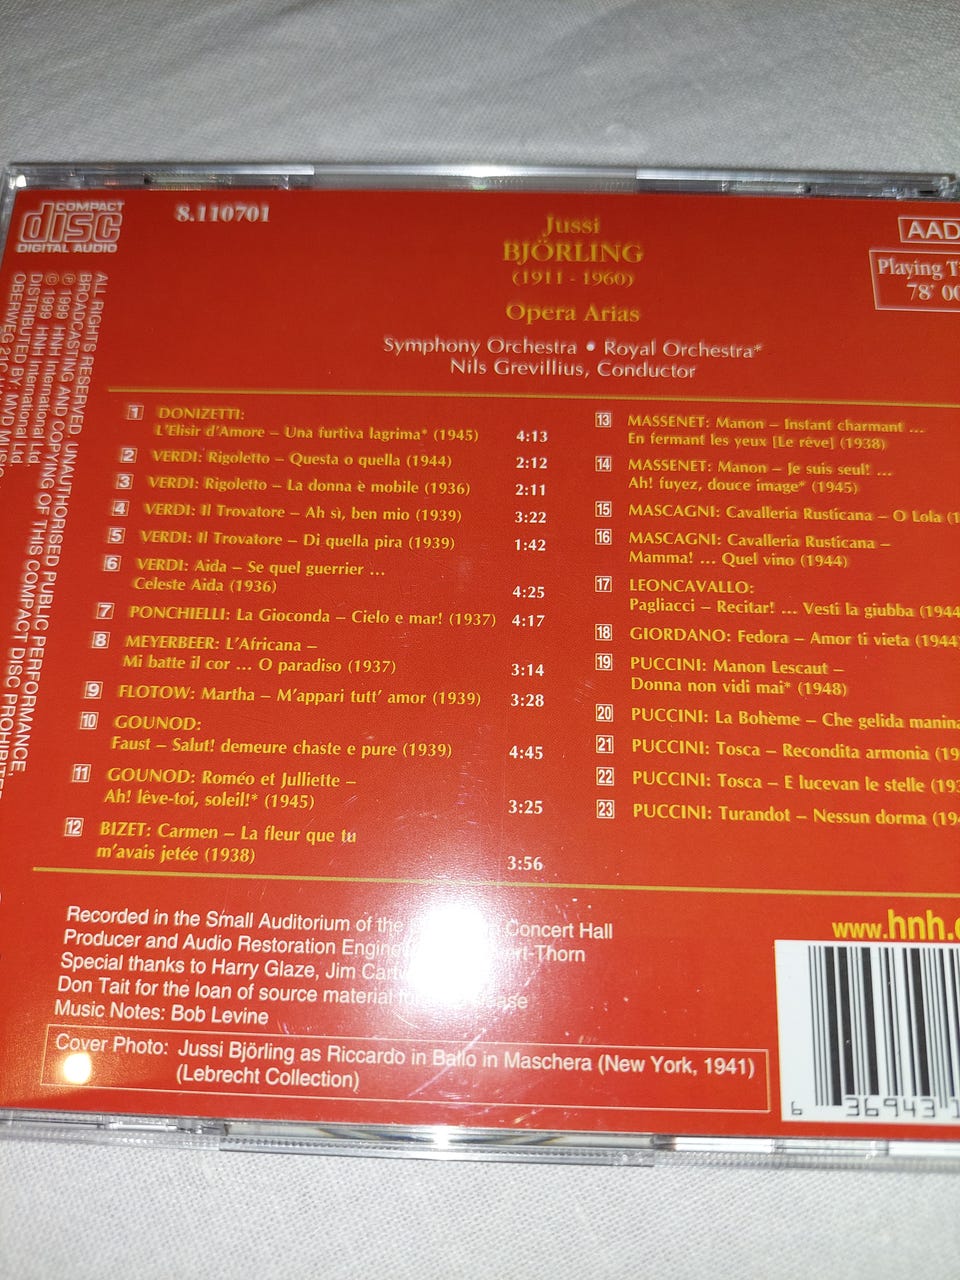 COMPACT
disc
DIGITAL AUDIO
8.110701
AAD
Jussi
BJÖRLING
(1911 - 1960)
Opera Arias
Symphony Orchestra • Royal Orchestra*
Nils Grevillius, Conductor
Playing
78'
1 DONIZETTI:
L'Elisir d'Amore – Una furtiva lagrima* (1945) 4:13
2 VERDI: Rigoletto – Questa o quella (1944) 2:12
3 VERDI: Rigoletto – La donna è mobile (1936) 2:11
4 VERDI: Il Trovatore – Ah sì, ben mio (1939) 3:22
5 VERDI: Il Trovatore – Di quella pira (1939) 1:42
6 VERDI: Aida – Se quel guerrier ...
Celeste Aida (1936) 4:25
7 PONCHIELLI: La Gioconda – Cielo e mar! (1937) 4:17
8 MEYERBEER: L'Africana –
Mi batte il cor ... O paradiso (1937) 3:14
9 FLOTOW: Martha – M'appari tutt' amor (1939) 3:28
10 GOUNOD:
Faust – Salut! demeure chaste e pure (1939) 4:45
11 GOUNOD: Roméo et Julliette –
Ah! lêve-toi, soleil!* (1945) 3:25
12 BIZET: Carmen – La fleur que tu
m'avais jetée (1938) 3:56
13 MASSENET: Manon – Instant charmant ...
En fermant les yeux [Le rêve] (1938)
14 MASSENET: Manon – Je suis seul! ...
Ah! fuyez, douce image* (1945)
15 MASCAGNI: Cavalleria Rusticana – O Lola
16 MASCAGNI: Cavalleria Rusticana –
Mamma! ... Quel vino (1944)
17 LEONCAVALLO:
Pagliacci – Recitar! ... Vesti la giubba (1944
18 GIORDANO: Fedora – Amor ti vieta (1944
19 PUCCINI: Manon Lescaut –
Donna non vidi mai* (1948)
20 PUCCINI: La Bohème – Che gelida manina
21 PUCCINI: Tosca – Recondita armonia
22 PUCCINI: Tosca – E lucevan le stelle
23 PUCCINI: Turandot – Nessun dorma
Recorded in the Small Auditorium of the Concert Hall
Producer and Audio Restoration
Special thanks to Harry Glaze, Jim
Don Tait for the loan of source material
Music Notes: Bob Levine
Cover Photo: Jussi Björling as Riccardo in Ballo in Maschera (New York, 1941)
(Lebrecht Collection)
www.hnh.
6 36943
ALL RIGHTS RESERVED. UNAUTHORISED PUBLIC PERFORMANCE,
BROADCASTING AND COPYING OF THIS COMPACT DISC PROHIBITED
℗ 1999 HNH International Ltd.
© 1999 HNH International Ltd.
DISTRIBUTED BY: MVD MUSIC
OBERWEG 21C